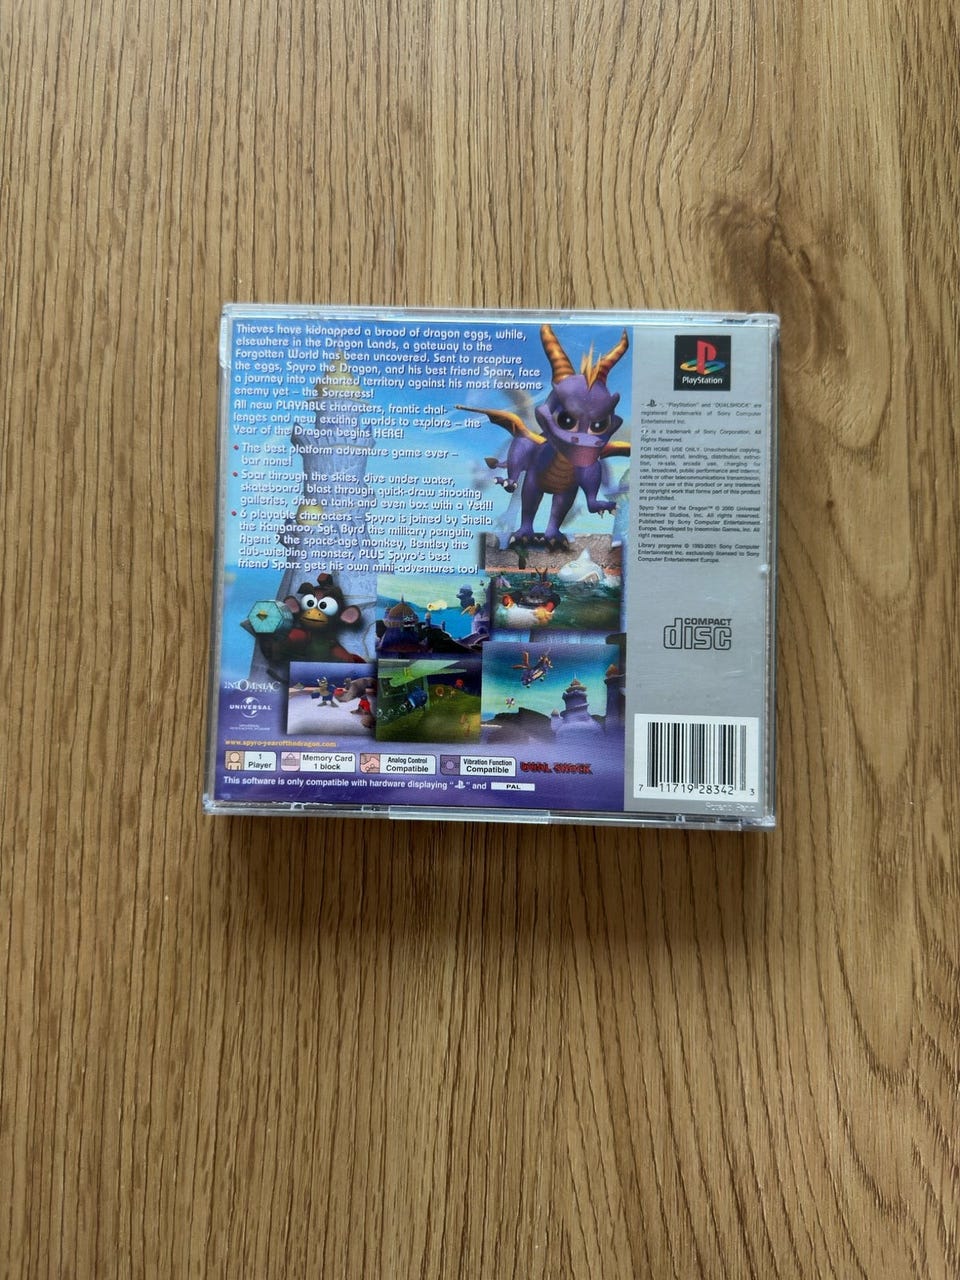 Thieves have kidnapped a brood of dragon eggs, while,
elsewhere in the Dragon Lands, a gateway to the
Forgotten World has been uncovered. Sent to recapture
the eggs, Spyro the Dragon, and his best friend Sparx, face
a journey into uncharted territory against his most fearsome
enemy yet – the Sorceress!
All new PLAYABLE characters, frantic chal-
lenges and new exciting worlds to explore – the
Year of the Dragon begins HERE!
• The best platform adventure game ever –
bar none!
• Soar through the skies, dive under water,
skateboard, blast through quick-draw shooting
galleries, drive a tank and even box with a Yeti!!
• 6 playable characters – Spyro is joined by Sheila
the Kangaroo, Sgt. Byrd the military penguin,
Agent 9 the space-age monkey, Bentley the
club-wielding monster, PLUS Spyro's best
friend Sparx gets his own mini-adventures too!
INSOMNIAC
GAMES
UNIVERSAL
www.spyro-yearofthedragon.com
1
Player
Memory Card
1 block
Analog Control
Compatible
Vibration Function
Compatible
DUAL SHOCK
This software is only compatible with hardware displaying " " and PAL
PlayStation
" ", "PlayStation" and "DUALSHOCK" are
registered trademarks of Sony Computer
Entertainment Inc.
" " is a trademark of Sony Corporation. All
Rights Reserved.
FOR HOME USE ONLY. Unauthorised copying,
adaptation, rental, lending, distribution, extrac-
tion, re-sale, arcade use, charging for
use, broadcast, public performance and internet,
cable or other telecommunications transmission,
access or use of this product or any trademark
or copyright work that forms part of this product
are prohibited.
Spyro Year of the Dragon™ © 2000 Universal
Interactive Studios, Inc. All rights reserved.
Published by Sony Computer Entertainment
Europe. Developed by Insomniac Games, Inc. All
right reserved.
Library programs © 1993-2001 Sony Computer
Entertainment Inc. exclusively licensed to Sony
Computer Entertainment Europe.
COMPACT
disc
7 11719 28342 3